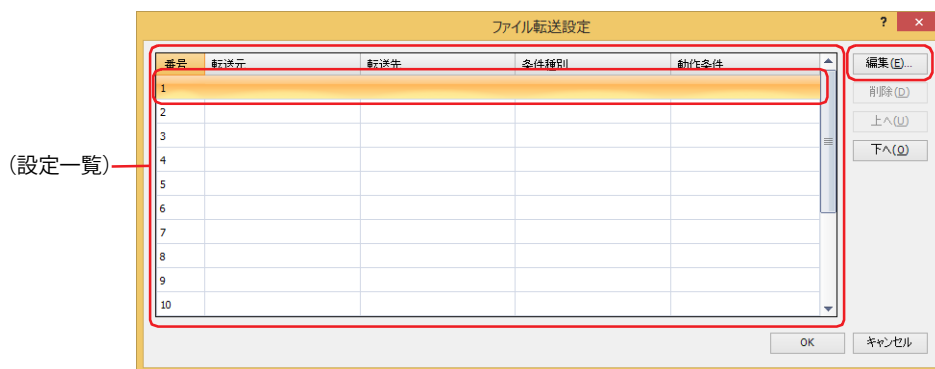 ファイル転送設定
? ×
番号 転送元 転送先 条件種別 動作条件
編集(E)...
1
削除(D)
2
上へ(U)
3
下へ(O)
4
(設定一覧)
5
6
7
8
9
10
OK キャンセル